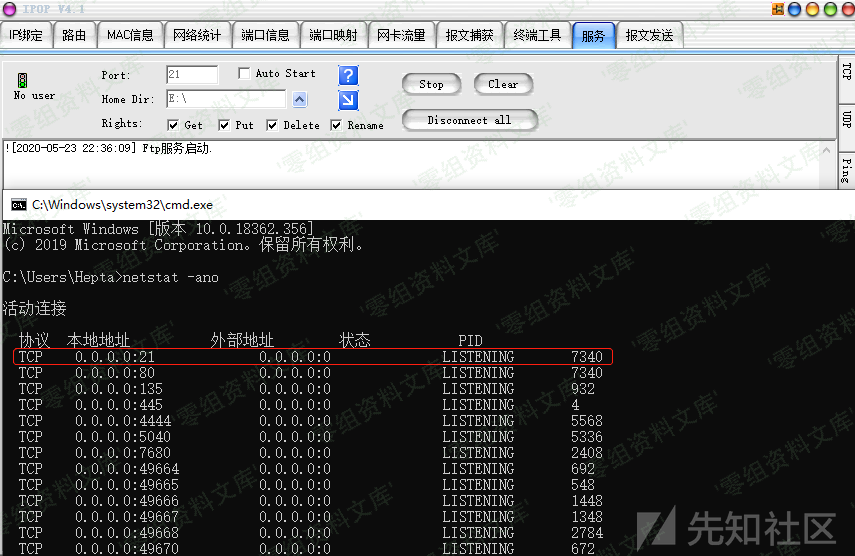 IPOP V4.1
IP绑定 路由 MAC信息 网络统计 端口信息 端口映射 网卡流量 报文捕获 终端工具 服务 报文发送
Port: 21 Auto Start ? Stop Clear
No user
Home Dir: E:\ Disconnect all
Rights: Get Put Delete Rename
TCP
UDP
Ping
![2020-05-23 22:36:09] Ftp服务启动.
C:\Windows\system32\cmd.exe
Microsoft Windows [版本 10.0.18362.356]
(c) 2019 Microsoft Corporation。保留所有权利。
C:\Users\Hepta>netstat -ano
活动连接
协议 本地地址 外部地址 状态 PID
TCP 0.0.0.0:21 0.0.0.0:0 LISTENING 7340
TCP 0.0.0.0:80 0.0.0.0:0 LISTENING 7340
TCP 0.0.0.0:135 0.0.0.0:0 LISTENING 932
TCP 0.0.0.0:445 0.0.0.0:0 LISTENING 4
TCP 0.0.0.0:4444 0.0.0.0:0 LISTENING 5568
TCP 0.0.0.0:5040 0.0.0.0:0 LISTENING 5336
TCP 0.0.0.0:7680 0.0.0.0:0 LISTENING 2408
TCP 0.0.0.0:49664 0.0.0.0:0 LISTENING 692
TCP 0.0.0.0:49665 0.0.0.0:0 LISTENING 548
TCP 0.0.0.0:49666 0.0.0.0:0 LISTENING 1448
TCP 0.0.0.0:49667 0.0.0.0:0 LISTENING 1348
TCP 0.0.0.0:49668 0.0.0.0:0 LISTENING 2784
TCP 0.0.0.0:49670 0.0.0.0:0 LISTENING 672
'零组资料文库'
先知社区